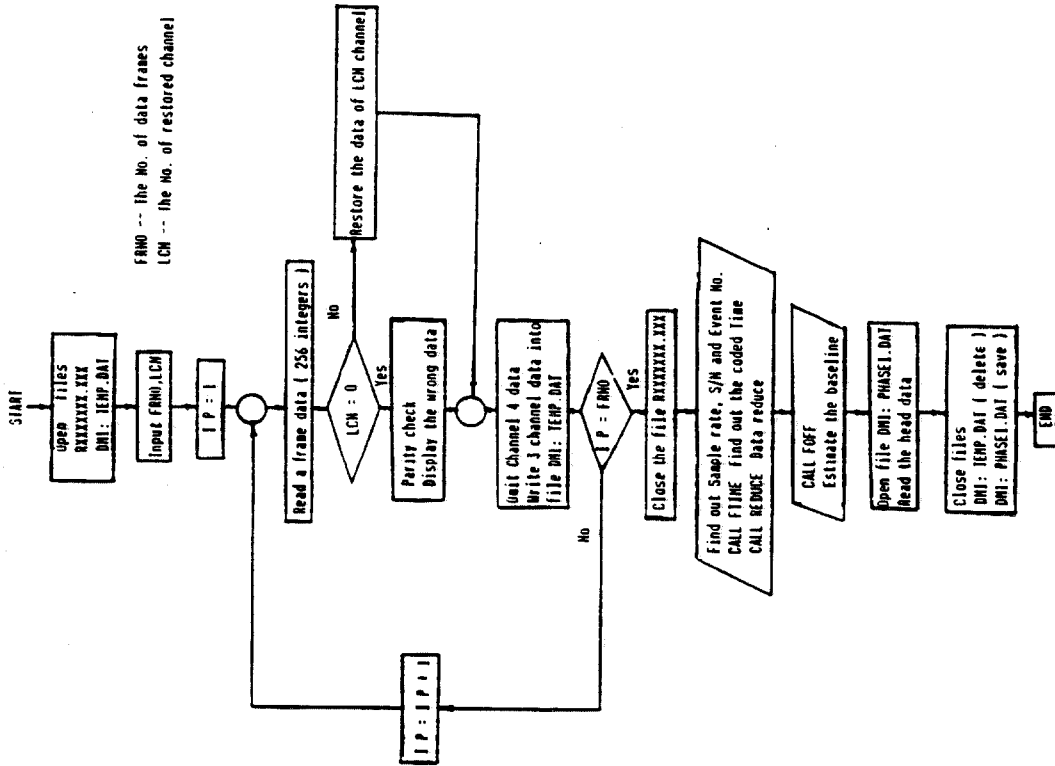 START
Open files
RXXXXXX.XXX
DM1: TEMP.DAT
Input FRNO,LCN
I P = 1
FRNO -- The No. of data frames
LCN -- The No. of restored channel
Read a frame data ( 256 integers )
LCN = 0
No
Restore the data of LCN channel
Yes
Parity check
Display the wrong data
Omit Channel 4 data
Write 3 channel data into
file DM1: TEMP.DAT
I P = FRNO
No
I P = I P + 1
Yes
Close the file RXXXXXX.XXX
Find out Sample rate, S/N and Event No.
CALL FTIME Find out the coded Time
CALL REDUCE Data reduce
CALL FOFF
Estimate the baseline
Open file DM1: PHASE1.DAT
Read the head data
Close files
DM1: TEMP.DAT ( delete )
DM1: PHASE1.DAT ( save )
END